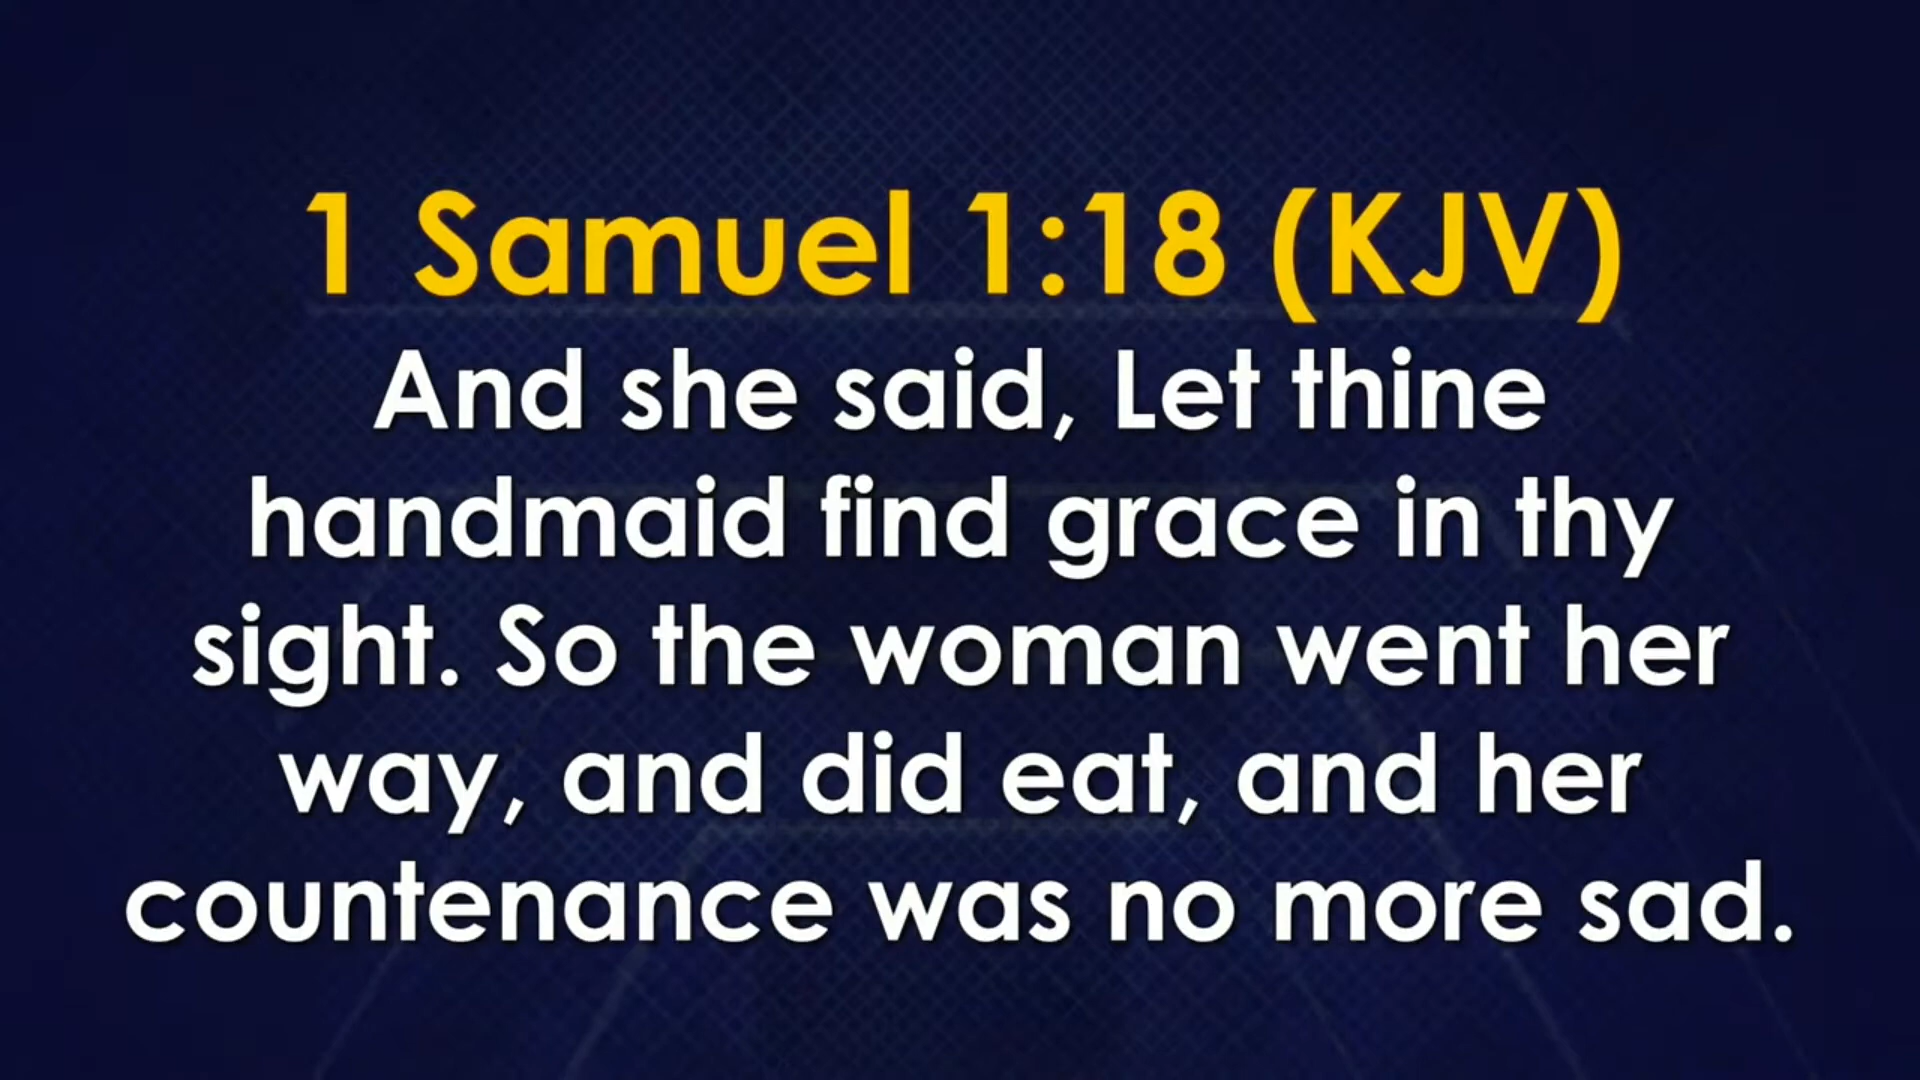 1 Samuel 1:18 (KJV)
And she said, Let thine
handmaid find grace in thy
sight. So the woman went her
way, and did eat, and her
countenance was no more sad.